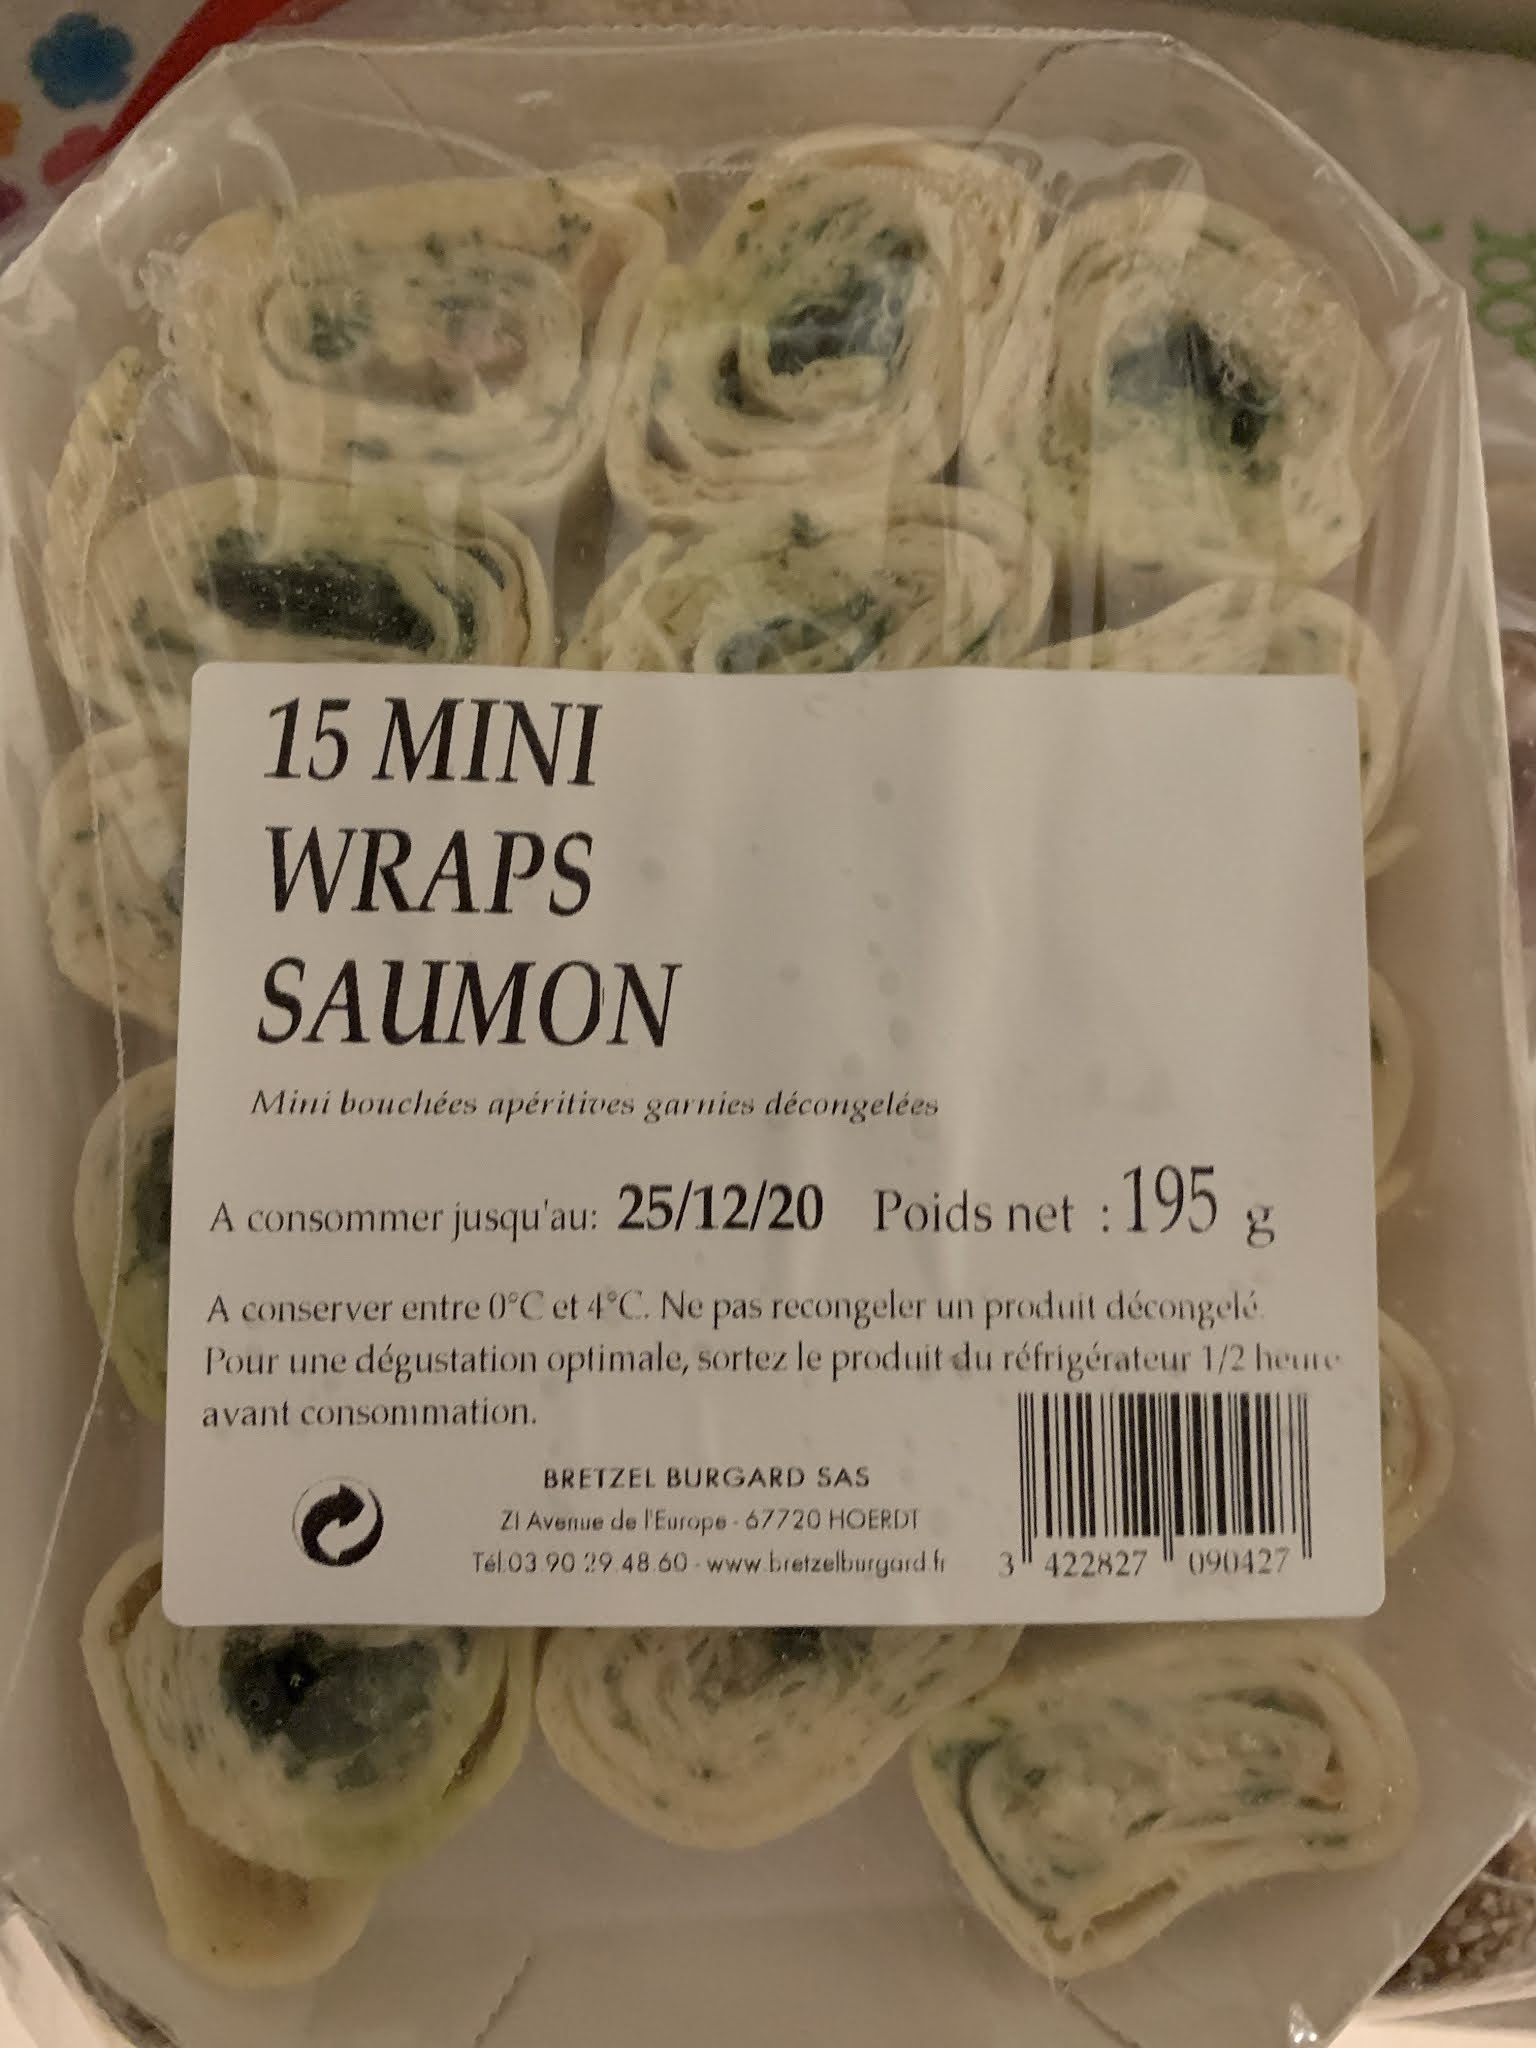 15 MINI
WRAPS
SAUMON
Mini bouchées apéritives garnies décongelées
A consommer jusqu'au: 25/12/20 Poids net : 195 g
A conserver entre 0°C et 4°C. Ne pas recongeler un produit décongelé.
Pour une dégustation optimale, sortez le produit du réfrigérateur 1/2 heure
avant consommation.
BRETZEL BURGARD SAS
ZI Avenue de l'Europe - 67720 HOERDT
Tél.03 90 29 48 60 - www.bretzelburgard.fr
3 422827 090427